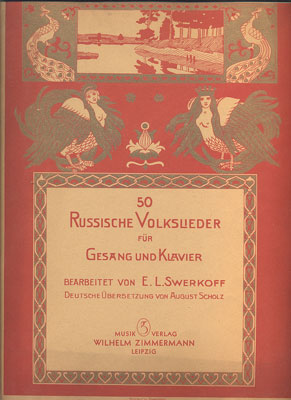 50
RUSSISCHE VOLKSLIEDER
FÜR
GESANG UND KLAVIER
BEARBEITET VON E. L. SWERKOFF
DEUTSCHE ÜBERSETZUNG VON AUGUST SCHOLZ
MUSIK VERLAG
WILHELM ZIMMERMANN
LEIPZIG